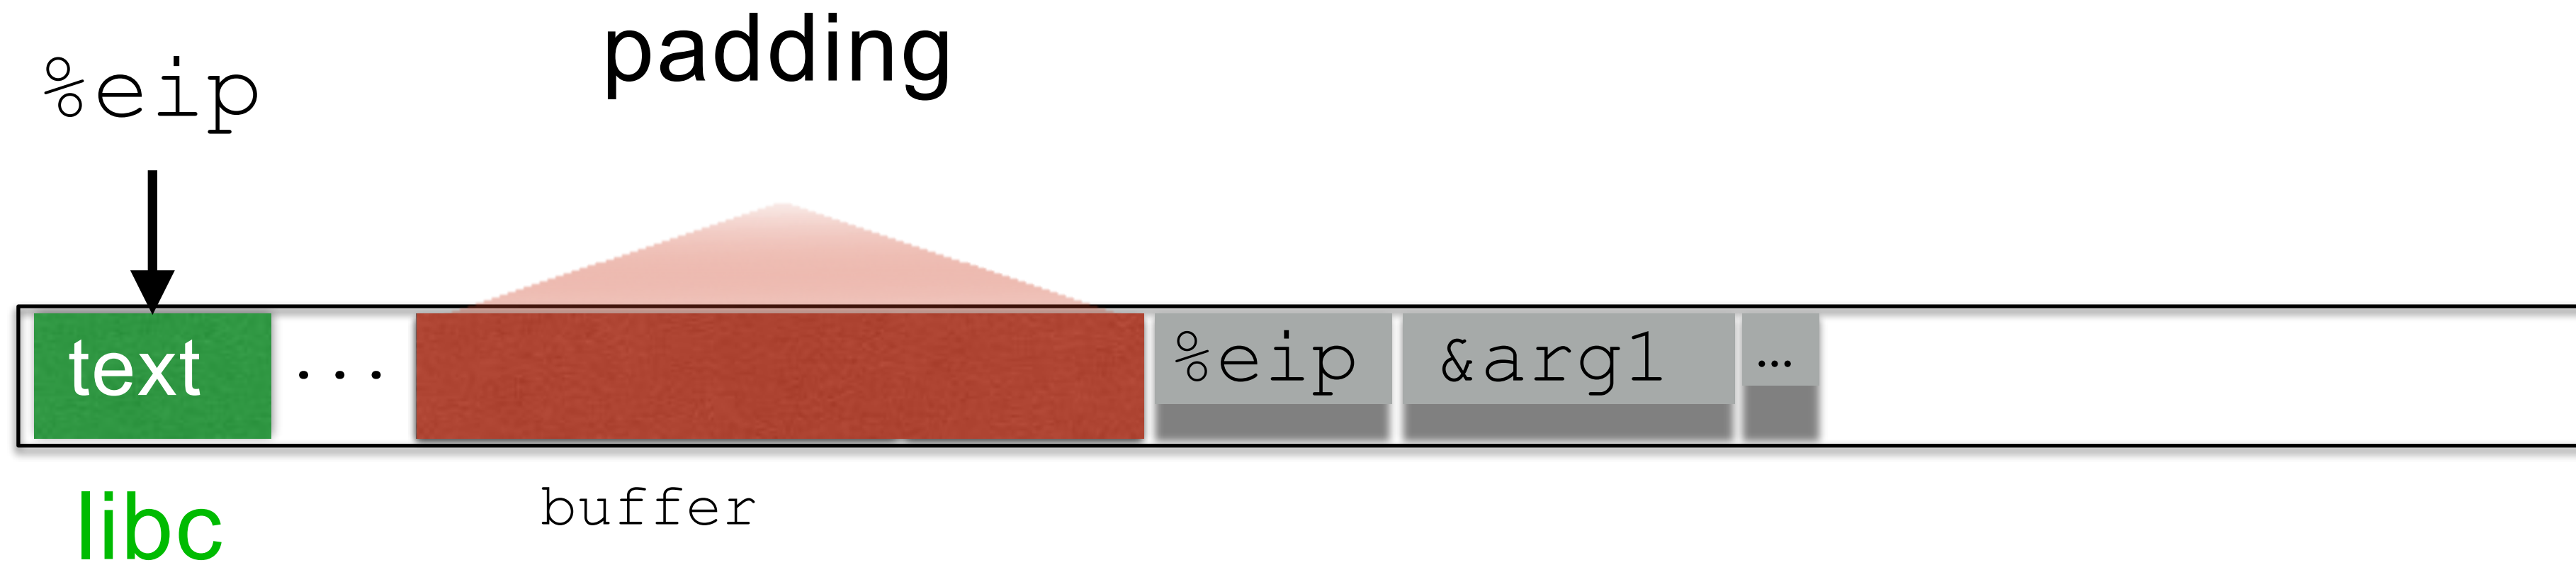 padding
%eip
text ... %eip &arg1 ...
libc
buffer